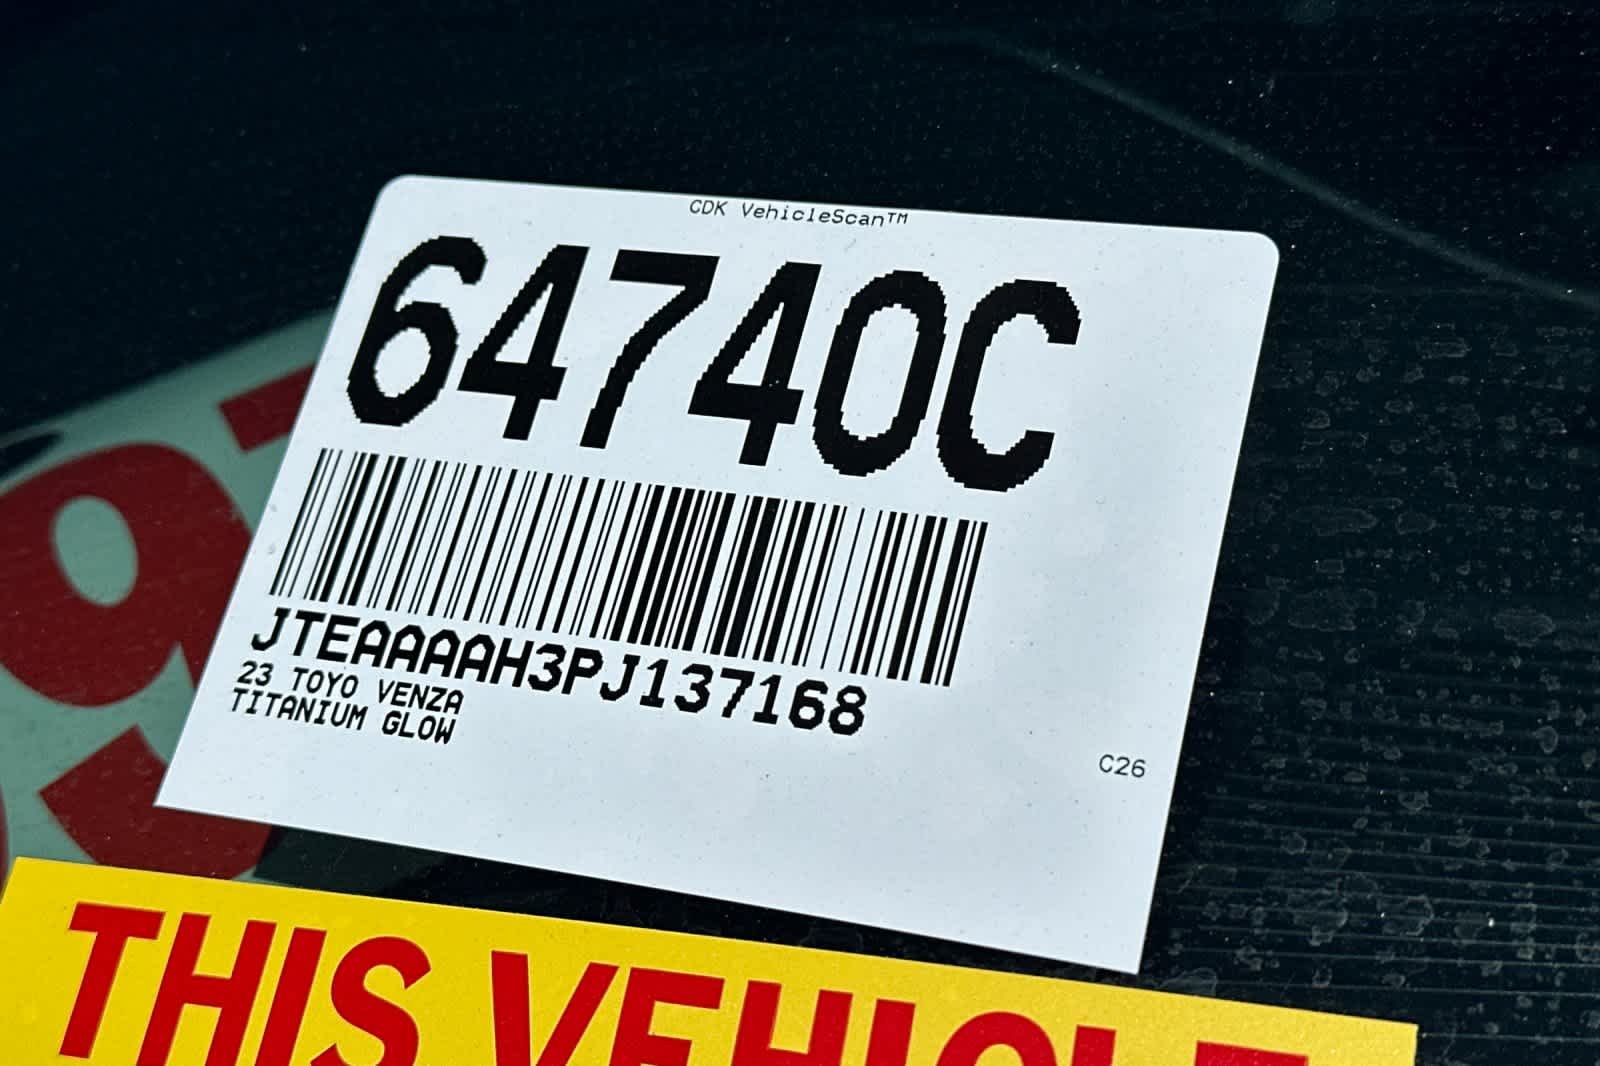 CDK VehicleScan™
64740C
JTEAAAAH3PJ137168
23 TOYO VENZA
TITANIUM GLOW
C26
THIS VEHICLE